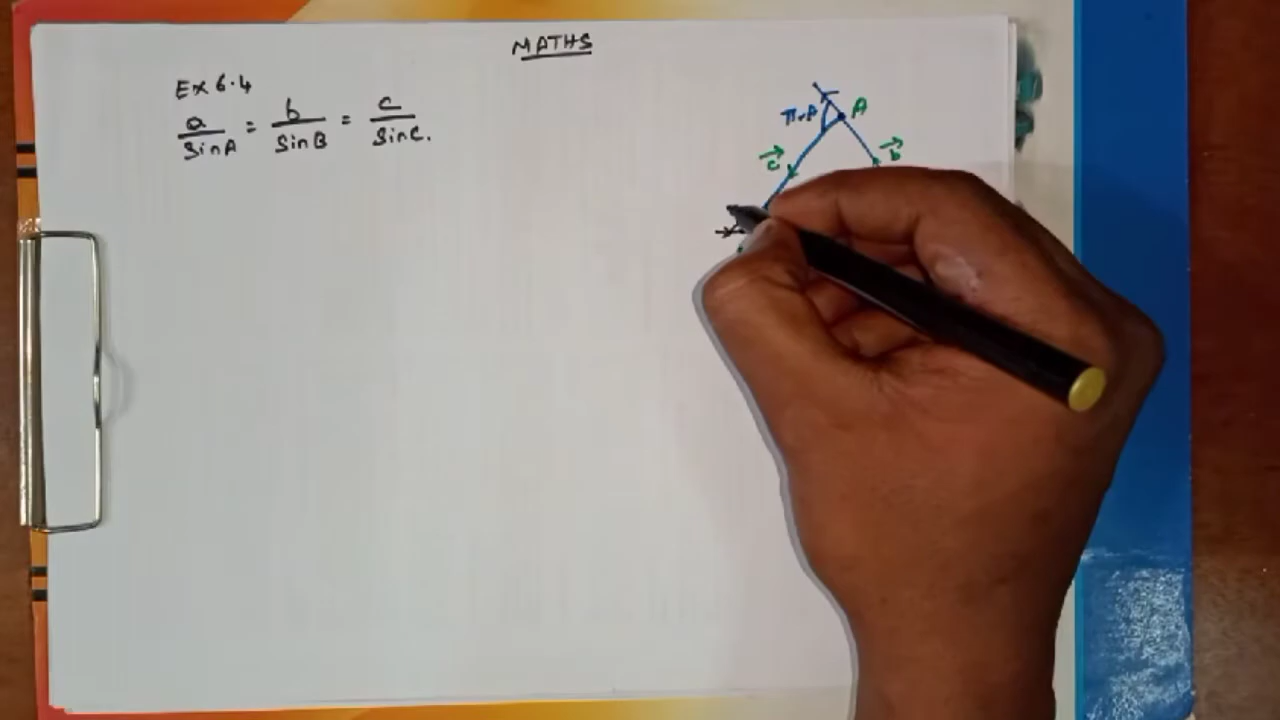 MATHS
Ex 6.4
a/sinA = b/sinB = c/sinC.
A
π-A
c⃗
b⃗